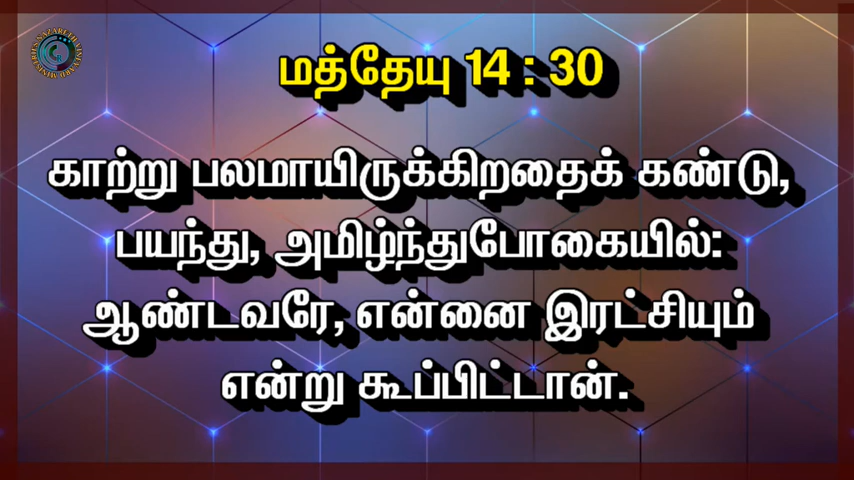 மத்தேயு 14 : 30
காற்று பலமாயிருக்கிறதைக் கண்டு,
பயந்து, அமிழ்ந்துபோகையில்:
ஆண்டவரே, என்னை இரட்சியும்
என்று கூப்பிட்டான்.